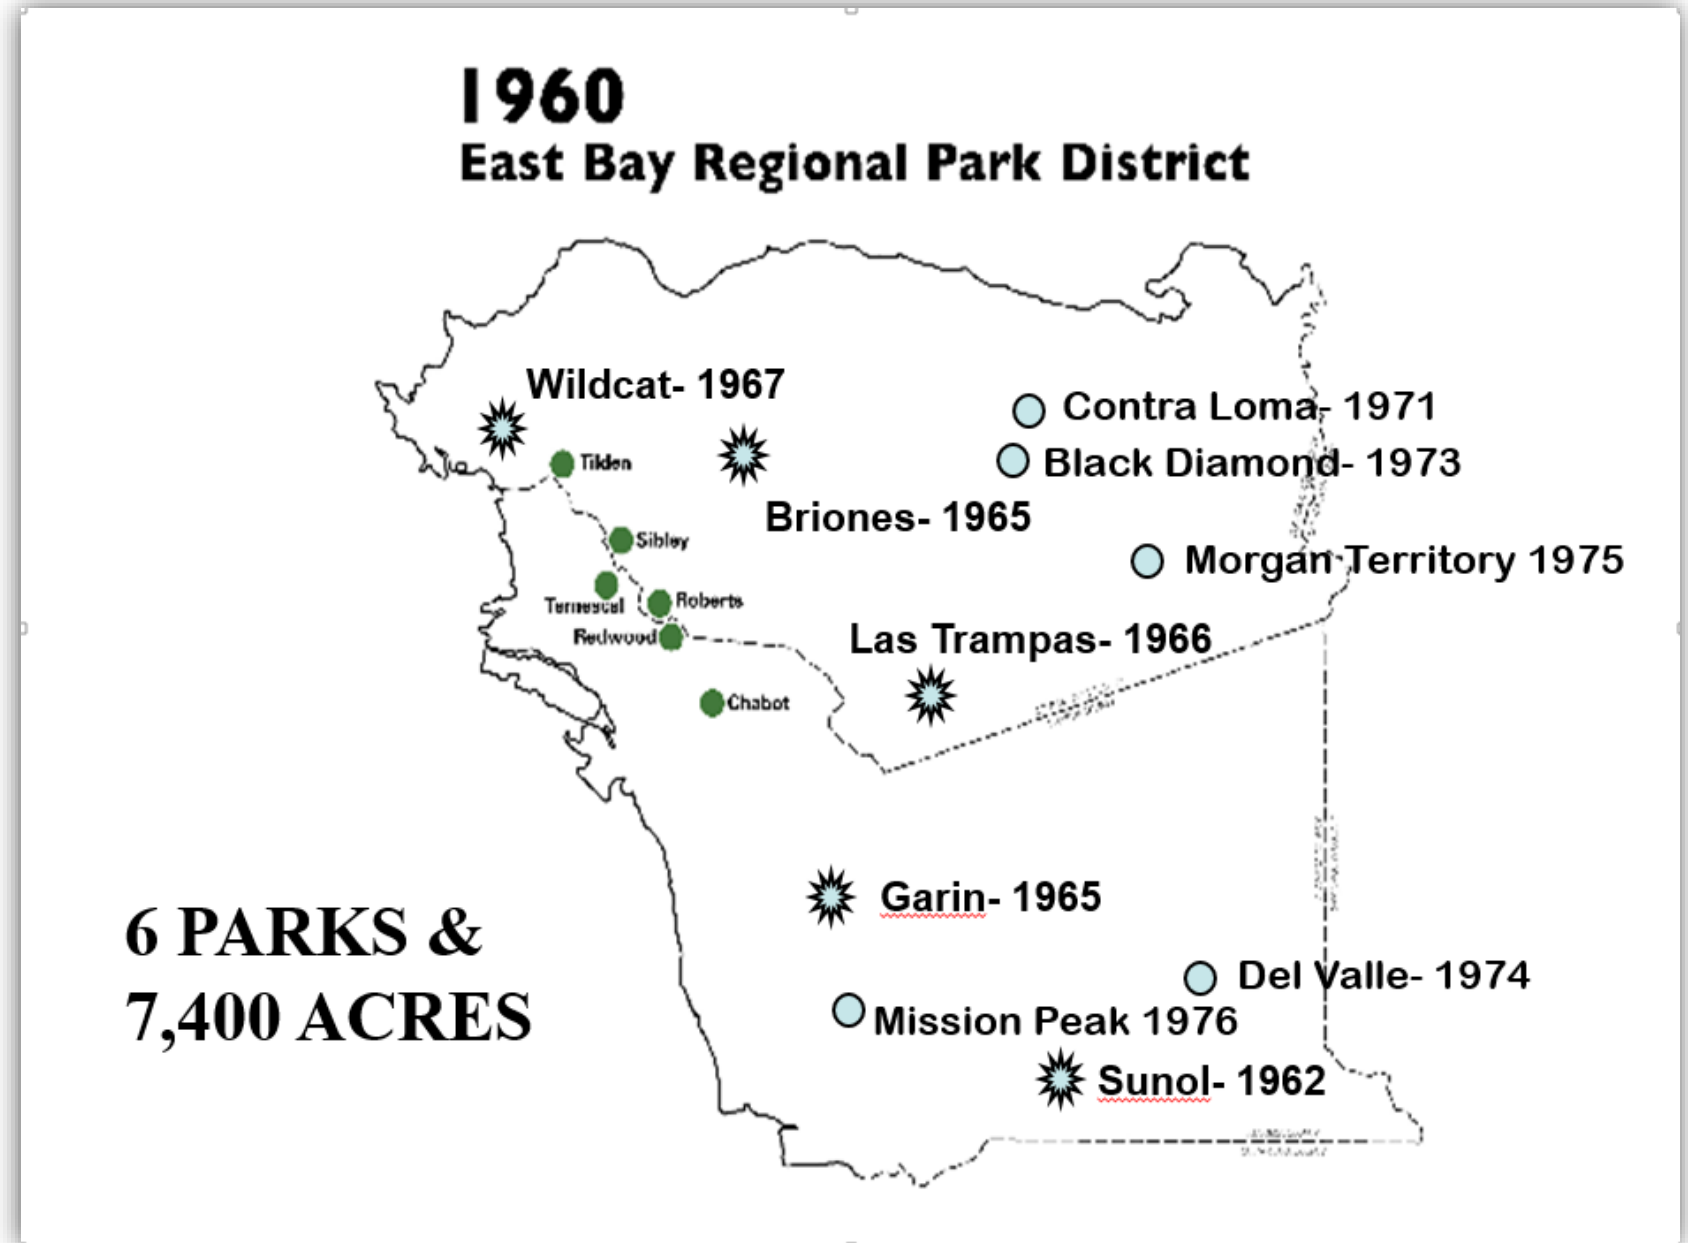 1960
East Bay Regional Park District
Wildcat- 1967
Contra Loma- 1971
Tilden
Black Diamond- 1973
Briones- 1965
Sibley
Morgan Territory 1975
Temescal
Roberts
Redwood
Las Trampas- 1966
Chabot
Garin- 1965
6 PARKS &
7,400 ACRES
Del Valle- 1974
Mission Peak 1976
Sunol- 1962